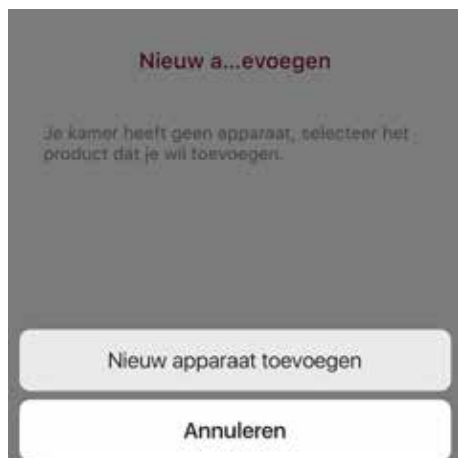 Nieuw a...evoegen
Je kamer heeft geen apparaat, selecteer het
product dat je wil toevoegen.
Nieuw apparaat toevoegen
Annuleren